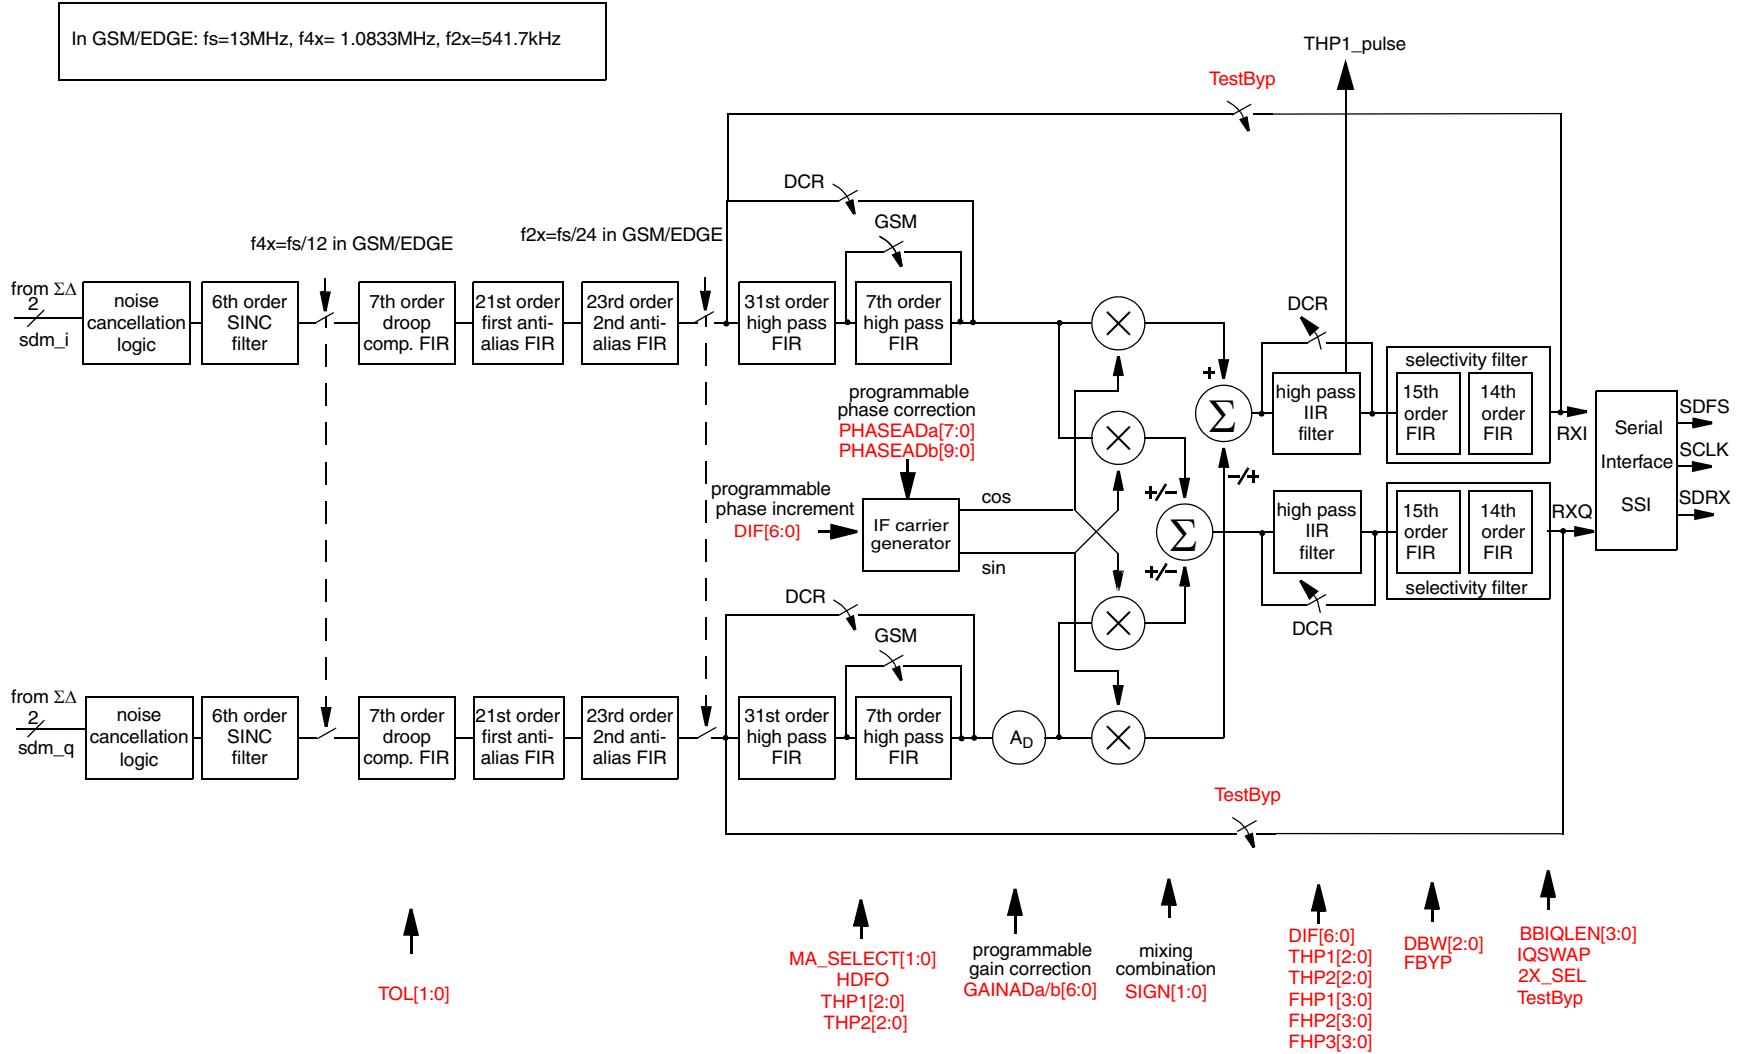 In GSM/EDGE: fs=13MHz, f4x= 1.0833MHz, f2x=541.7kHz
THP1_pulse
TestByp
DCR
GSM
f4x=fs/12 in GSM/EDGE
f2x=fs/24 in GSM/EDGE
from ΣΔ
2
sdm_i
noise
cancellation
logic
6th order
SINC
filter
7th order
droop
comp. FIR
21st order
first anti-
alias FIR
23rd order
2nd anti-
alias FIR
31st order
high pass
FIR
7th order
high pass
FIR
DCR
+
Σ
−/+
high pass
IIR
filter
selectivity filter
15th
order
FIR
14th
order
FIR
RXI
Serial
Interface
SSI
SDFS
SCLK
SDRX
programmable
phase correction
PHASEADa[7:0]
PHASEADb[9:0]
programmable
phase increment
DIF[6:0]
IF carrier
generator
cos
sin
+/−
Σ
+/−
high pass
IIR
filter
DCR
15th
order
FIR
14th
order
FIR
selectivity filter
RXQ
DCR
GSM
from ΣΔ
2
sdm_q
noise
cancellation
logic
6th order
SINC
filter
7th order
droop
comp. FIR
21st order
first anti-
alias FIR
23rd order
2nd anti-
alias FIR
31st order
high pass
FIR
7th order
high pass
FIR
AD
TestByp
TOL[1:0]
MA_SELECT[1:0]
HDFO
THP1[2:0]
THP2[2:0]
programmable
gain correction
GAINADa/b[6:0]
mixing
combination
SIGN[1:0]
DIF[6:0]
THP1[2:0]
THP2[2:0]
FHP1[3:0]
FHP2[3:0]
FHP3[3:0]
DBW[2:0]
FBYP
BBIQLEN[3:0]
IQSWAP
2X_SEL
TestByp